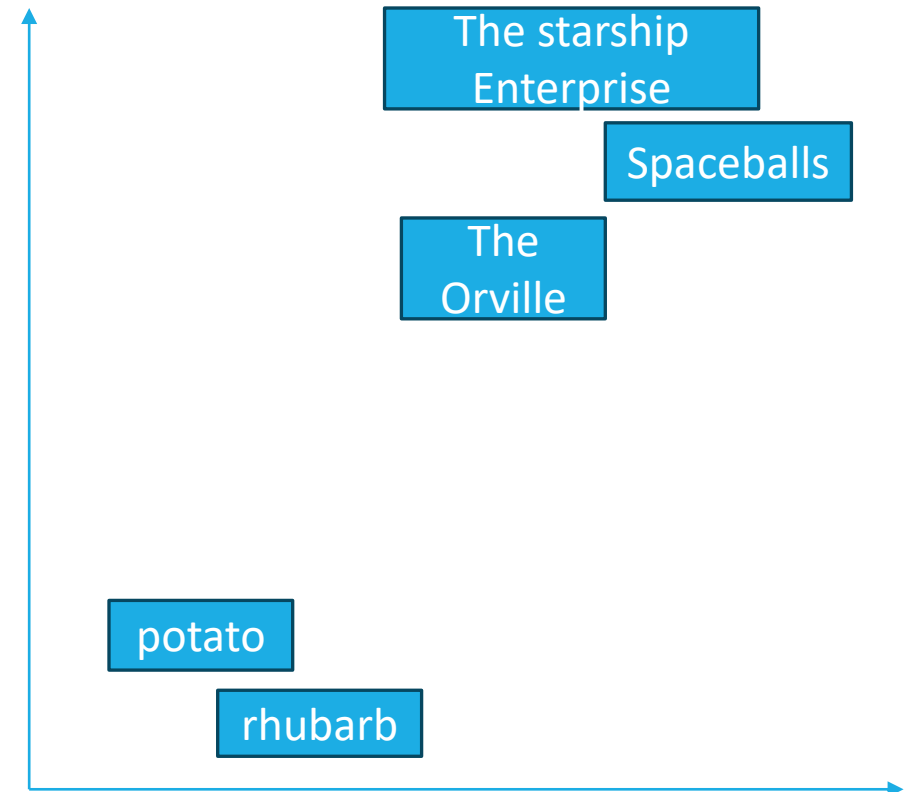 The starship
Enterprise
Spaceballs
The
Orville
potato
rhubarb